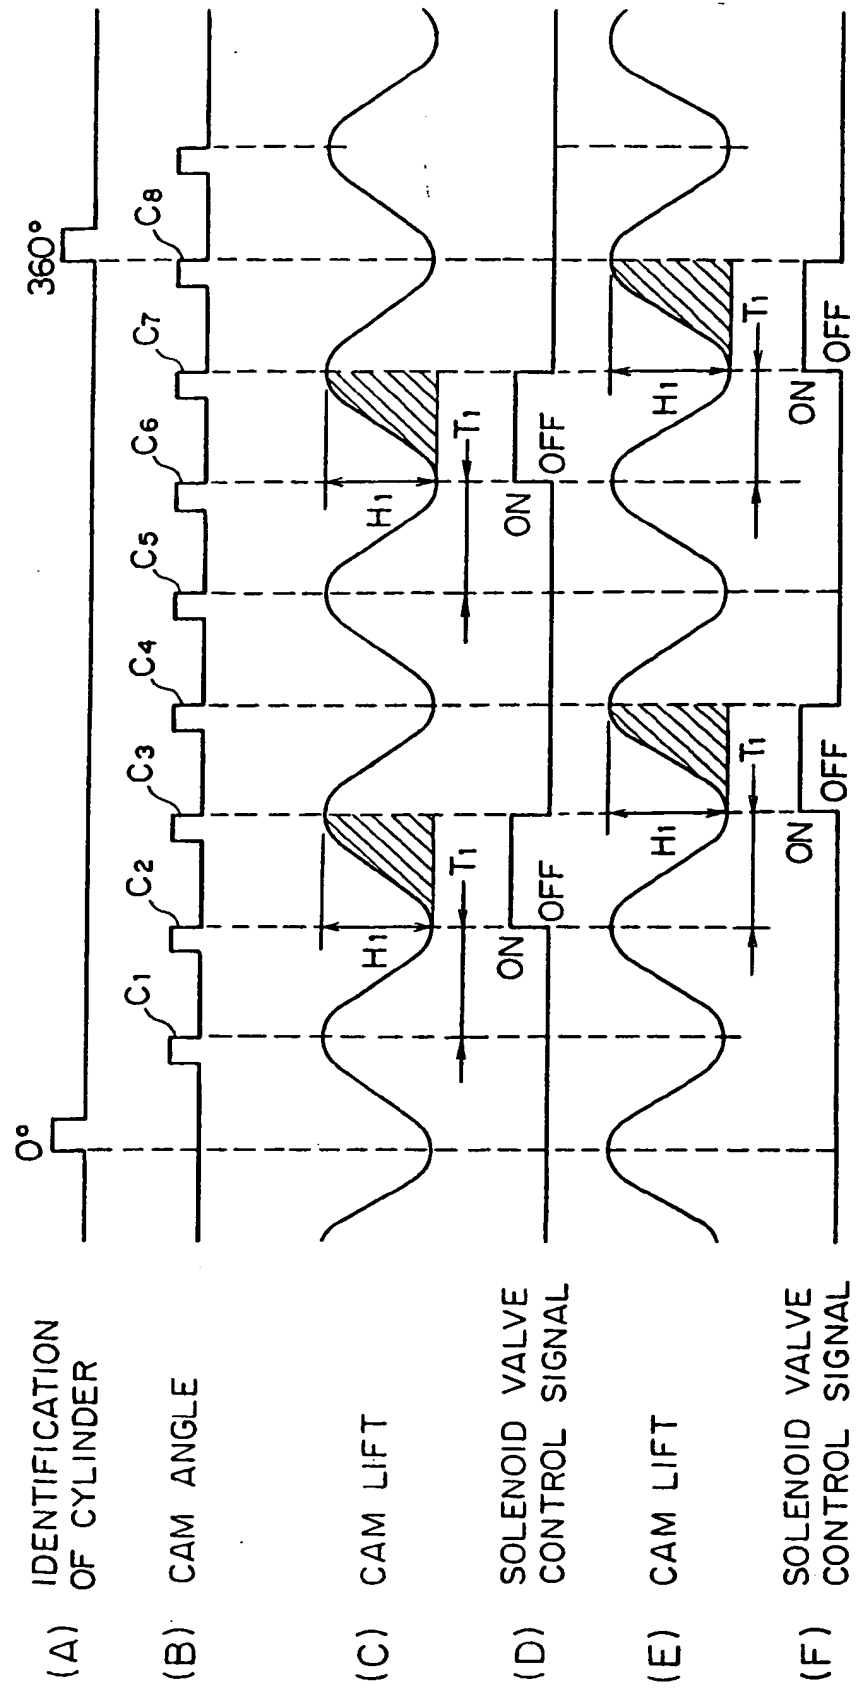 (A) IDENTIFICATION
OF CYLINDER
0°
360°
(B) CAM ANGLE
C1
C2
C3
C4
C5
C6
C7
C8
(C) CAM LIFT
H1
T1
H1
T1
(D) SOLENOID VALVE
CONTROL SIGNAL
ON
OFF
ON
OFF
(E) CAM LIFT
H1
T1
H1
T1
(F) SOLENOID VALVE
CONTROL SIGNAL
ON
OFF
ON
OFF